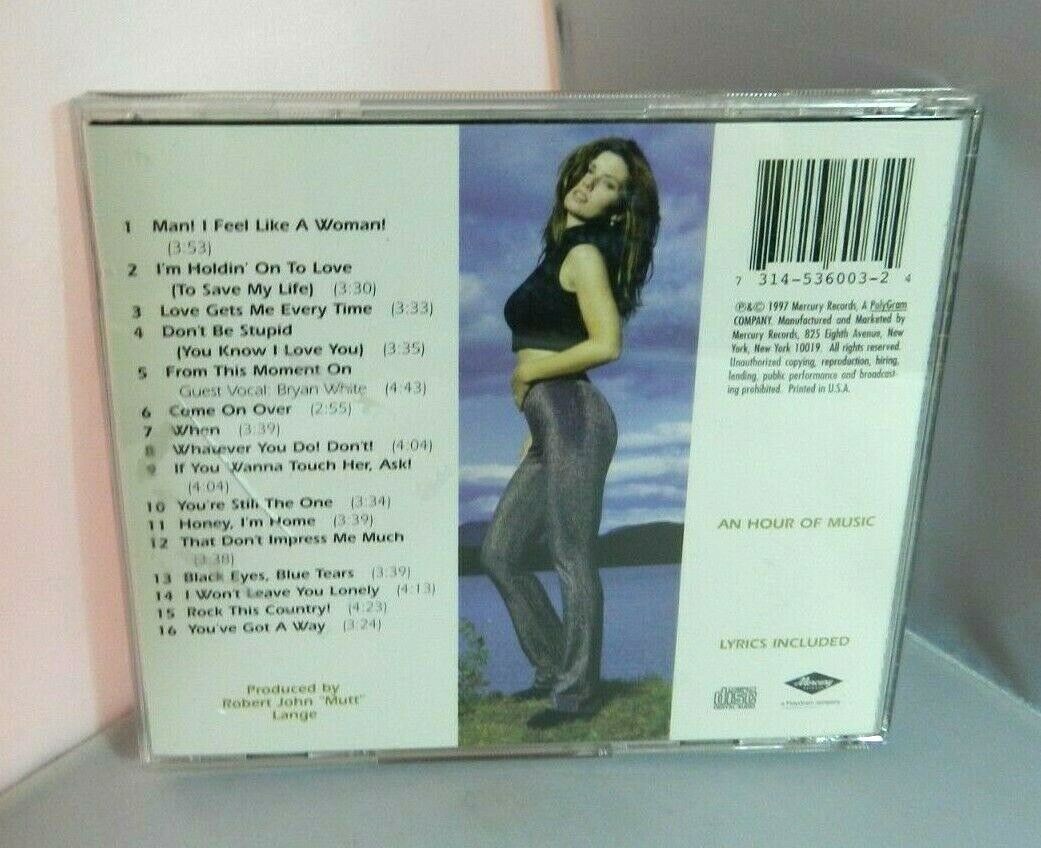 1 Man! I Feel Like A Woman!
(3:53)
2 I'm Holdin' On To Love
(To Save My Life) (3:30)
3 Love Gets Me Every Time (3:33)
4 Don't Be Stupid
(You Know I Love You) (3:35)
5 From This Moment On
Guest Vocal: Bryan White (4:43)
6 Come On Over (2:55)
7 When (3:39)
8 Whatever You Do! Don't! (4:04)
9 If You Wanna Touch Her, Ask!
(4:04)
10 You're Still The One (3:34)
11 Honey, I'm Home (3:39)
12 That Don't Impress Me Much
(3:38)
13 Black Eyes, Blue Tears (3:39)
14 I Won't Leave You Lonely (4:13)
15 Rock This Country! (4:23)
16 You've Got A Way (3:24)
Produced by
Robert John "Mutt"
Lange
7 314-536003-2 4
℗&© 1997 Mercury Records, A PolyGram
COMPANY. Manufactured and Marketed by
Mercury Records, 825 Eighth Avenue, New
York, New York 10019. All rights reserved.
Unauthorized copying, reproduction, hiring,
lending, public performance and broadcast-
ing prohibited. Printed in U.S.A.
AN HOUR OF MUSIC
LYRICS INCLUDED
COMPACT
disc
DIGITAL AUDIO
Mercury
a PolyGram company